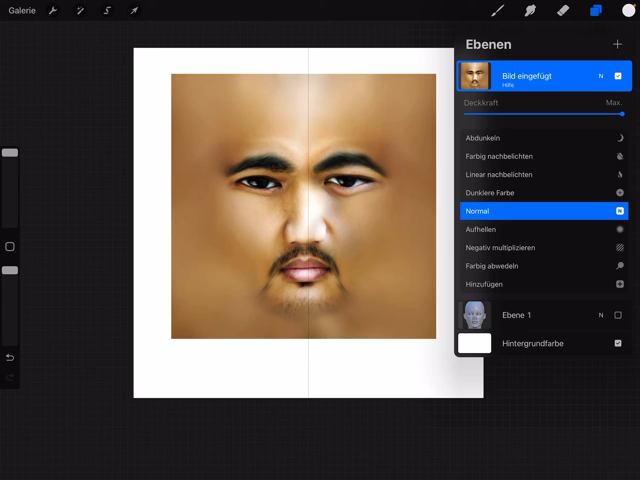 Galerie
Ebenen
Bild eingefügt N
Hilfe
Deckkraft Max.
Abdunkeln
Farbig nachbelichten
Linear nachbelichten
Dunklere Farbe
Normal N
Aufhellen
Negativ multiplizieren
Farbig abwedeln
Hinzufügen
Ebene 1 N
Hintergrundfarbe